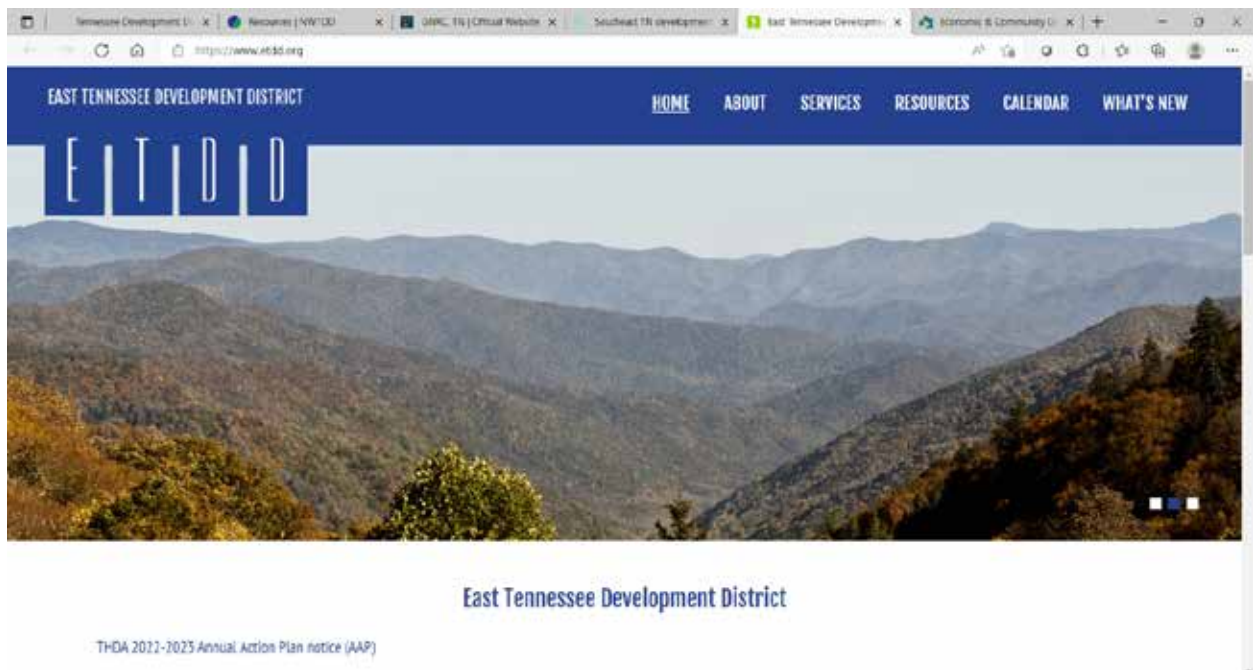 Tennessee Development Di
Resources | NWTDD
GNRC, TN | Official Website
Southeast TN development
East Tennessee Developme
Economic & Community D
https://www.etdd.org
EAST TENNESSEE DEVELOPMENT DISTRICT
HOME ABOUT SERVICES RESOURCES CALENDAR WHAT'S NEW
E T D D
East Tennessee Development District
THDA 2022-2023 Annual Action Plan notice (AAP)